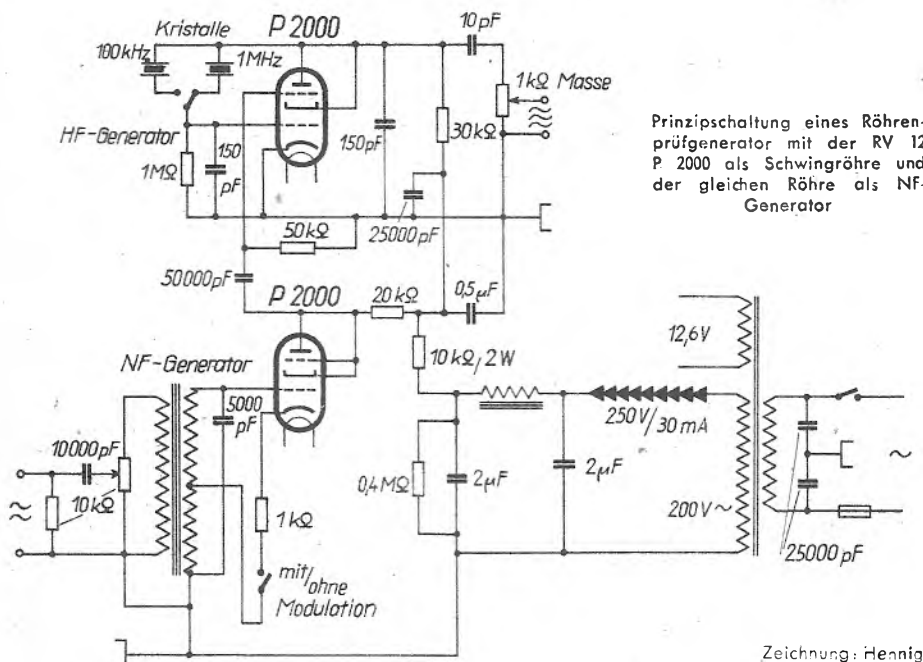 Kristalle
P 2000
100kHz
1MHz
10pF
1kΩ Masse
HF-Generator
1MΩ
150
pF
150pF
30kΩ
25000pF
50kΩ
50000pF
Prinzipschaltung eines Röhren-
prüfgenerator mit der RV 12
P 2000 als Schwingröhre und
der gleichen Röhre als NF-
Generator
P 2000
20kΩ
0,5µF
12,6V
NF-Generator
10kΩ/2W
5000
pF
250V/30mA
10000pF
10kΩ
1kΩ
0,4MΩ
2µF
2µF
200V~
~
25000pF
mit/ohne
Modulation
Zeichnung: Hennig